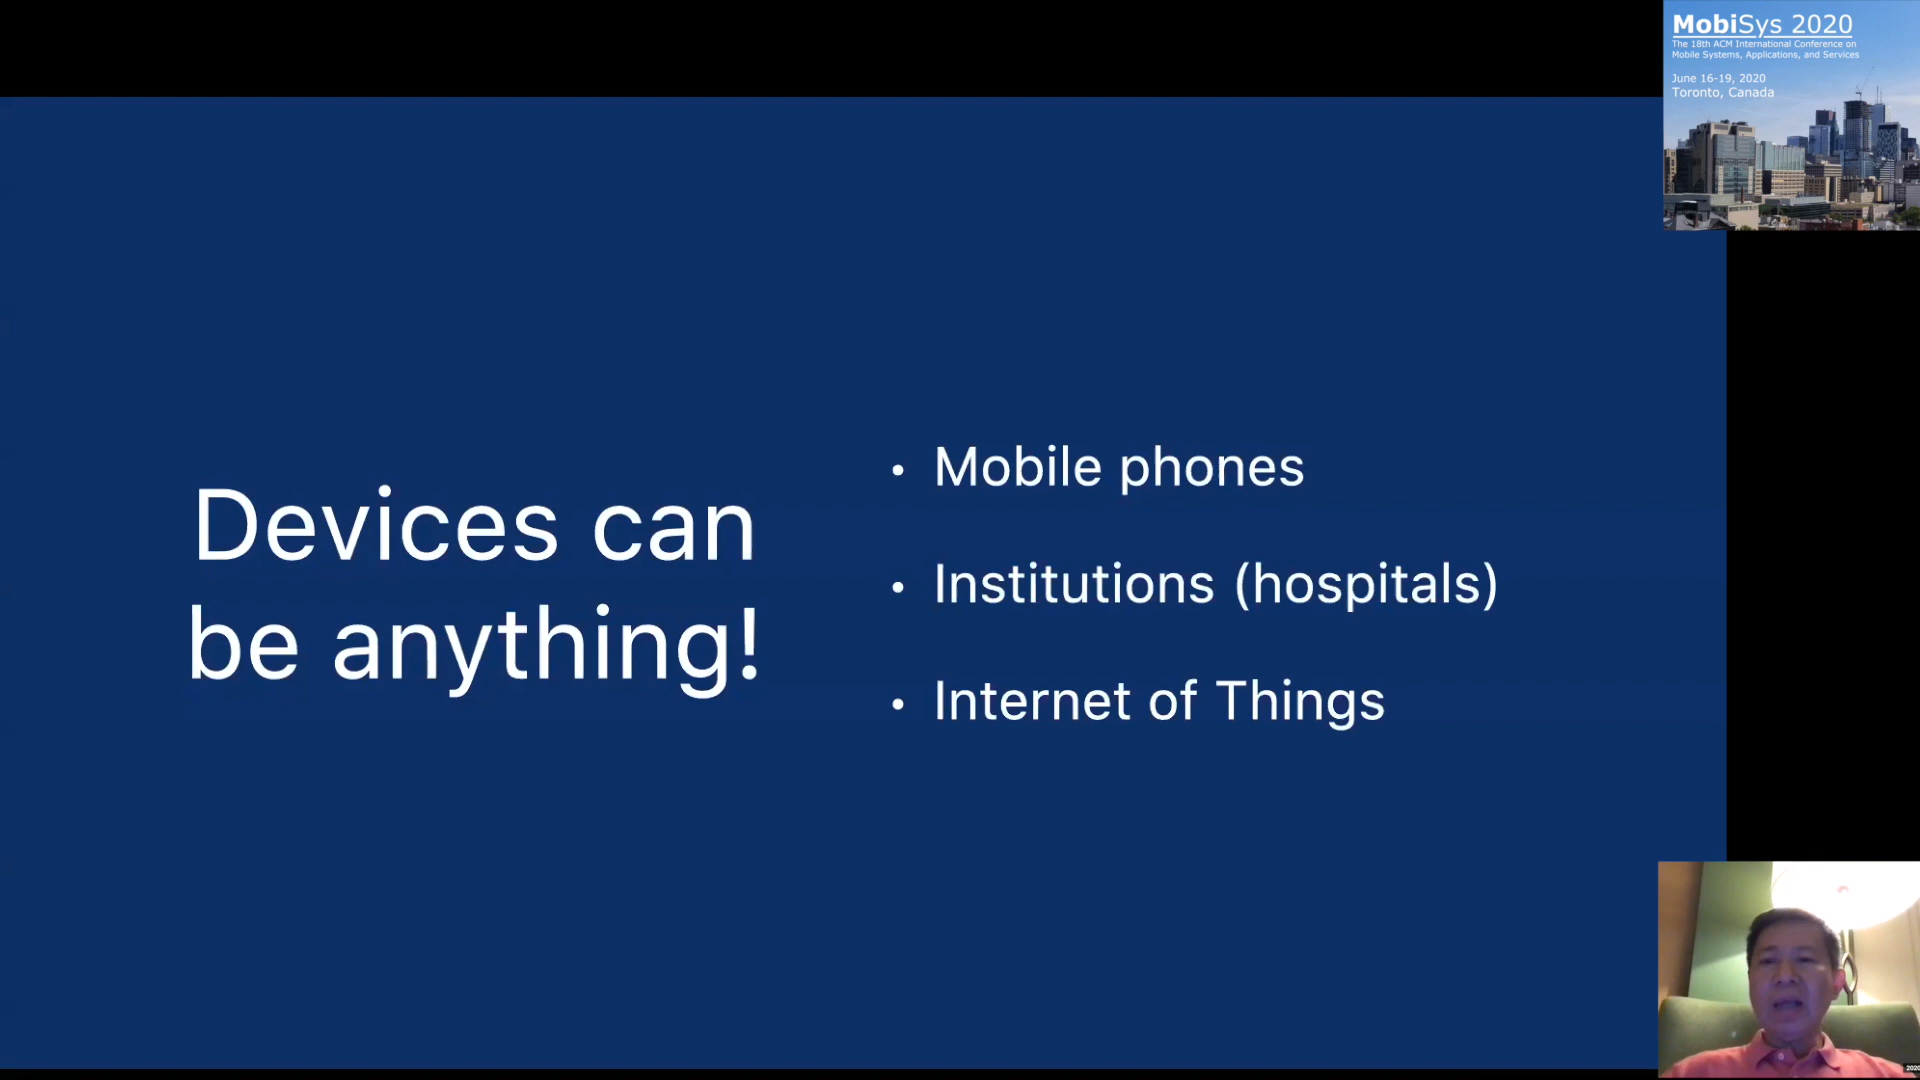 MobiSys 2020
The 18th ACM International Conference on
Mobile Systems, Applications, and Services
June 16-19, 2020
Toronto, Canada
Devices can
be anything!
• Mobile phones
• Institutions (hospitals)
• Internet of Things